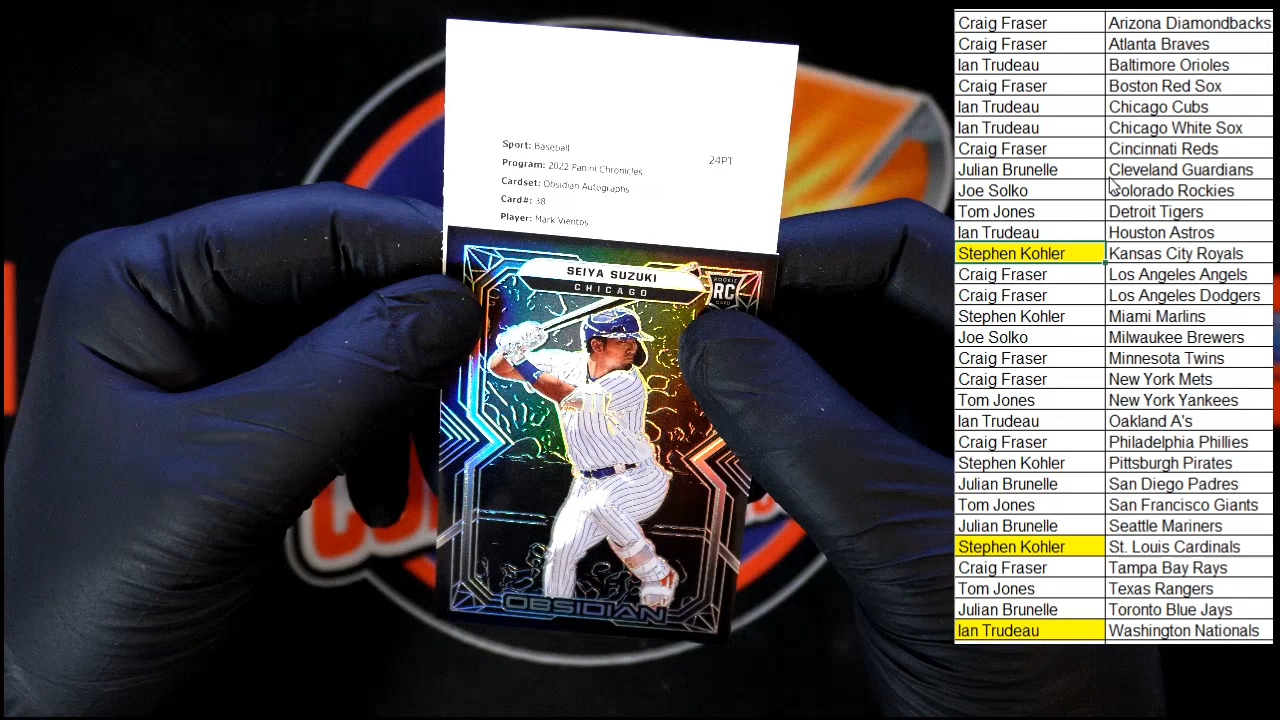 Sport: Baseball
Program: 2022 Panini Chronicles
24PT
Cardset: Obsidian Autographs
Card#: 38
Player: Mark Vientos
SEIYA SUZUKI
CHICAGO
ROOKIE
RC
CARD
OBSIDIAN
Craig Fraser Arizona Diamondbacks
Craig Fraser Atlanta Braves
Ian Trudeau Baltimore Orioles
Craig Fraser Boston Red Sox
Ian Trudeau Chicago Cubs
Ian Trudeau Chicago White Sox
Craig Fraser Cincinnati Reds
Julian Brunelle Cleveland Guardians
Joe Solko Colorado Rockies
Tom Jones Detroit Tigers
Ian Trudeau Houston Astros
Stephen Kohler Kansas City Royals
Craig Fraser Los Angeles Angels
Craig Fraser Los Angeles Dodgers
Stephen Kohler Miami Marlins
Joe Solko Milwaukee Brewers
Craig Fraser Minnesota Twins
Craig Fraser New York Mets
Tom Jones New York Yankees
Ian Trudeau Oakland A's
Craig Fraser Philadelphia Phillies
Stephen Kohler Pittsburgh Pirates
Julian Brunelle San Diego Padres
Tom Jones San Francisco Giants
Julian Brunelle Seattle Mariners
Stephen Kohler St. Louis Cardinals
Craig Fraser Tampa Bay Rays
Tom Jones Texas Rangers
Julian Brunelle Toronto Blue Jays
Ian Trudeau Washington Nationals